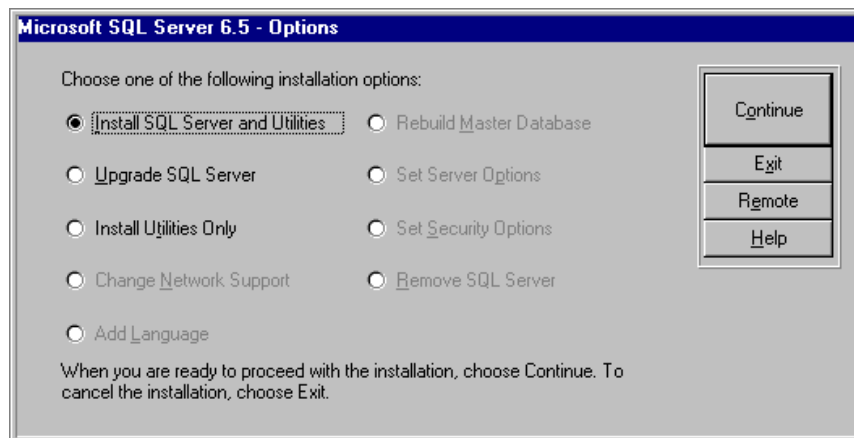 Microsoft SQL Server 6.5 - Options
Choose one of the following installation options:
Install SQL Server and Utilities
Rebuild Master Database
Upgrade SQL Server
Set Server Options
Install Utilities Only
Set Security Options
Change Network Support
Remove SQL Server
Add Language
When you are ready to proceed with the installation, choose Continue. To
cancel the installation, choose Exit.
Continue
Exit
Remote
Help